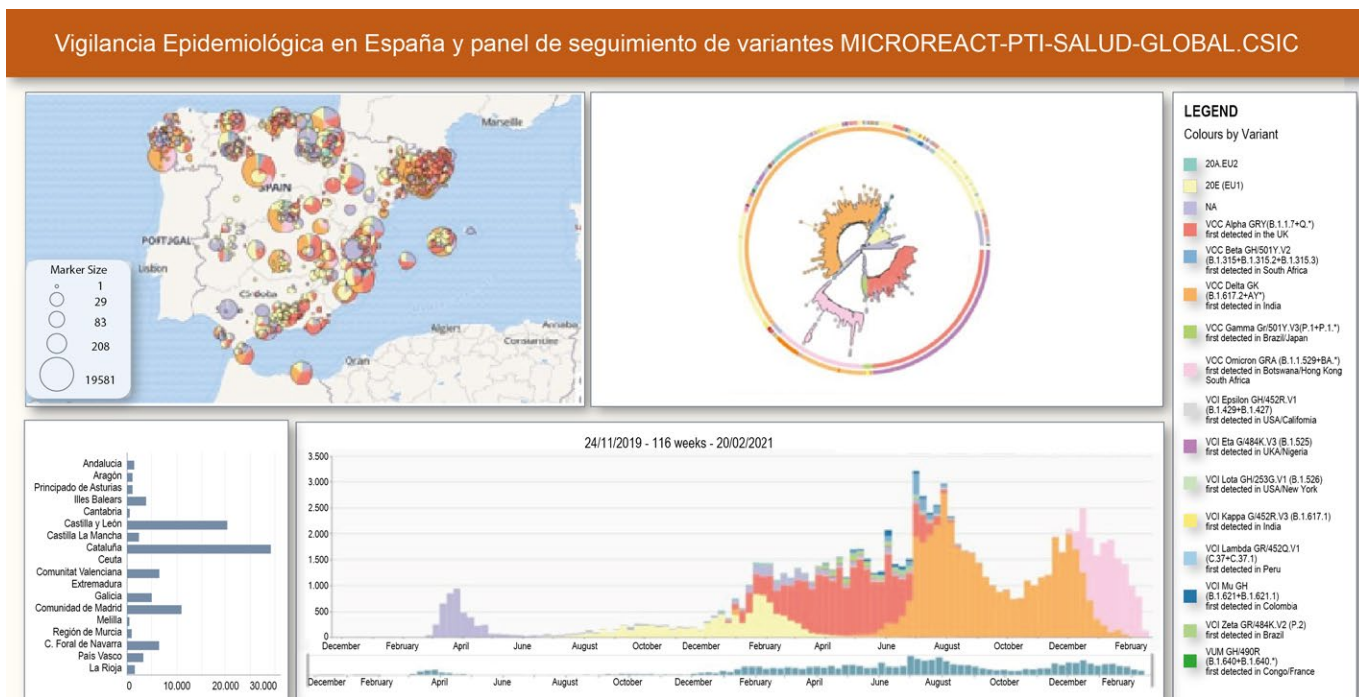 Vigilancia Epidemiológica en España y panel de seguimiento de variantes MICROREACT-PTI-SALUD-GLOBAL.CSIC
Marseille
SPAIN
PORTUGAL
Lisbon
Córdoba
Algiers
Annaba
Constantine
Oran
Marker Size
1
29
83
208
19581
LEGEND
Colours by Variant
20A.EU2
20E (EU1)
NA
VCC Alpha GRY(B.1.1.7+Q.*)
first detected in the UK
VCC Beta GH/501Y.V2
(B.1.315+B.1.315.2+B.1.315.3)
first detected in South Africa
VCC Delta GK
(B.1.617.2+AY*)
first detected in India
VCC Gamma Gr/501Y.V3(P.1+P.1.*)
first detected in Brazil/Japan
VCC Omicron GRA (B.1.1.529+BA.*)
first detected in Botswana/Hong Kong
South Africa
VCI Epsilon GH/452R.V1
(B.1.429+B.1.427)
first detected in USA/California
VCI Eta G/484K.V3 (B.1.525)
first detected in UKA/Nigeria
VCI Lota GH/253G.V1 (B.1.526)
first detected in USA/New York
VCI Kappa G/452R.V3 (B.1.617.1)
first detected in India
VCI Lambda GR/452Q.V1
(C.37+C.37.1)
first detected in Peru
VCI Mu GH
(B.1.621+B.1.621.1)
first detected in Colombia
VCI Zeta GR/484K.V2 (P.2)
first detected in Brazil
VUM GH/490R
(B.1.640+B.1.640.*)
first detected in Congo/France
Andalucia
Aragón
Principado de Asturias
Illes Balears
Cantabria
Castilla y León
Castilla La Mancha
Cataluña
Ceuta
Comunitat Valenciana
Extremadura
Galicia
Comunidad de Madrid
Melilla
Región de Murcia
C. Foral de Navarra
País Vasco
La Rioja
0 10.000 20.000 30.000
24/11/2019 - 116 weeks - 20/02/2021
3.500
3.000
2.500
2.000
1.500
1.000
500
0
December February April June August October December February April June August October December February
December February April June August October December February April June August October December February